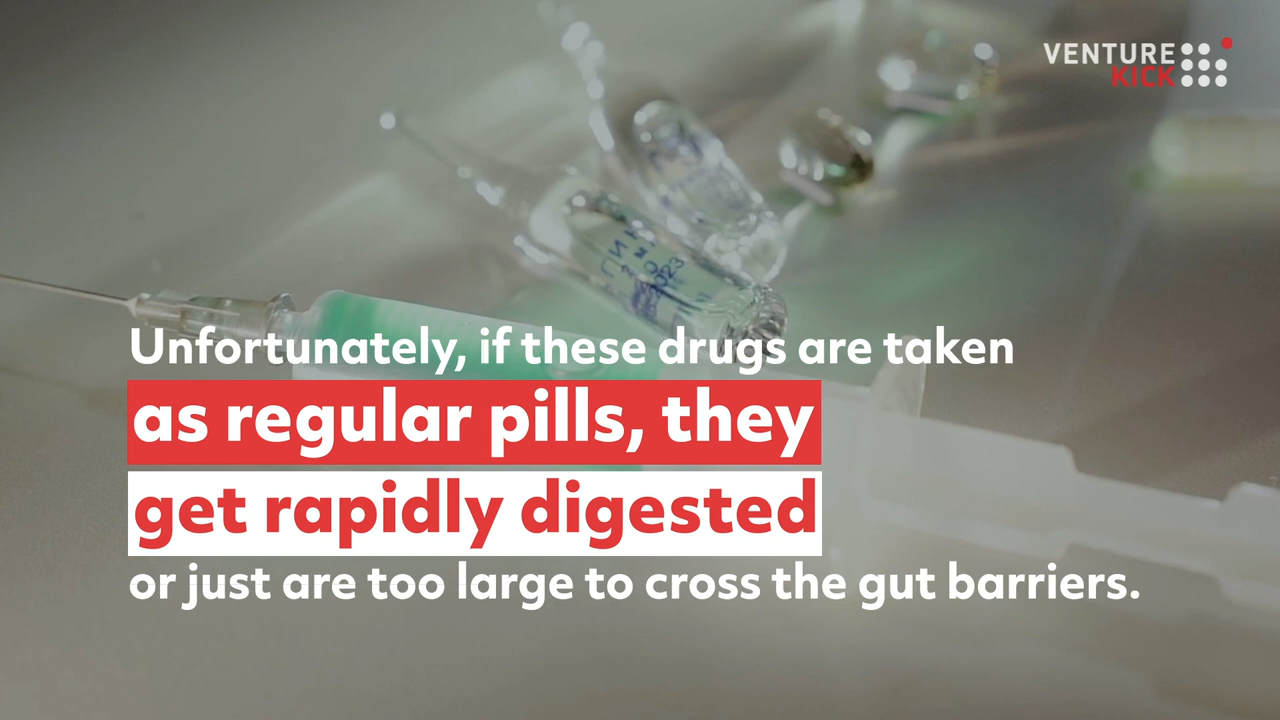 VENTURE
KICK
Unfortunately, if these drugs are taken
as regular pills, they
get rapidly digested
or just are too large to cross the gut barriers.
2023